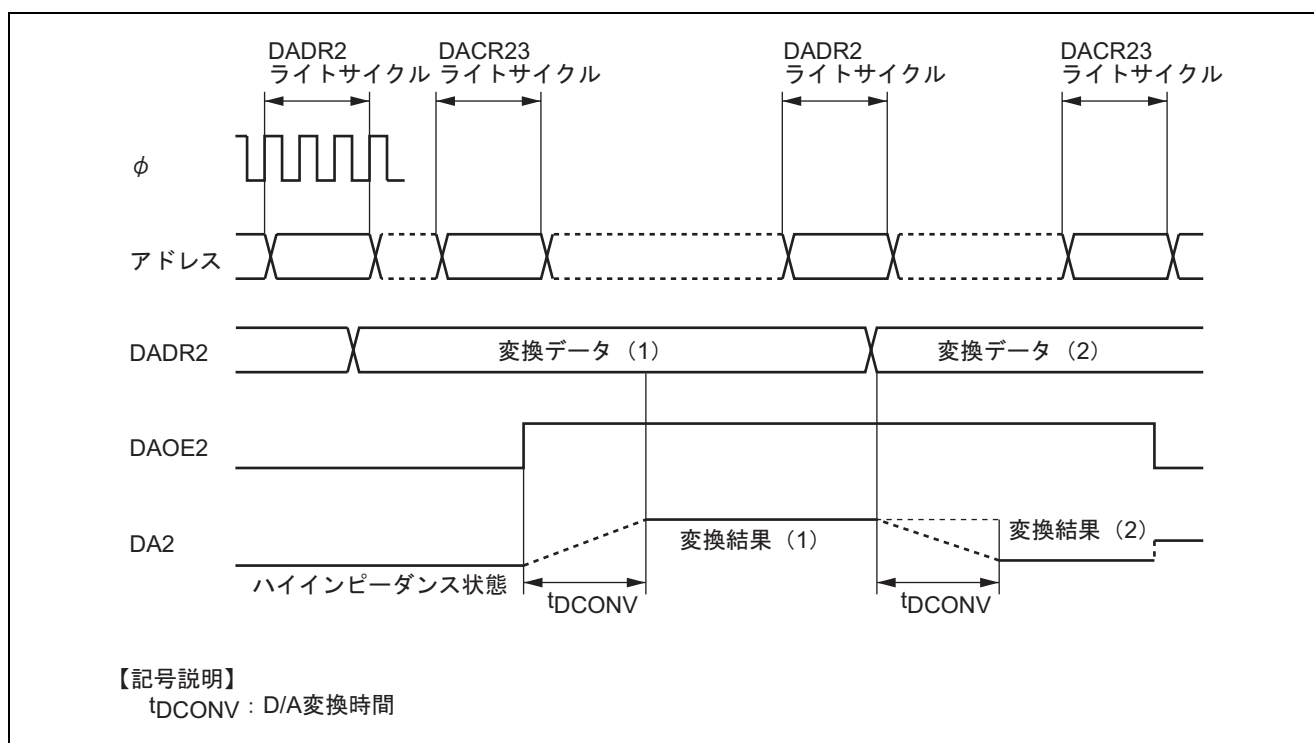 DADR2
ライトサイクル
DACR23
ライトサイクル
DADR2
ライトサイクル
DACR23
ライトサイクル
φ
アドレス
DADR2
変換データ（1）
変換データ（2）
DAOE2
DA2
変換結果（1）
変換結果（2）
ハイインピーダンス状態
tDCONV
tDCONV
【記号説明】
tDCONV：D/A変換時間